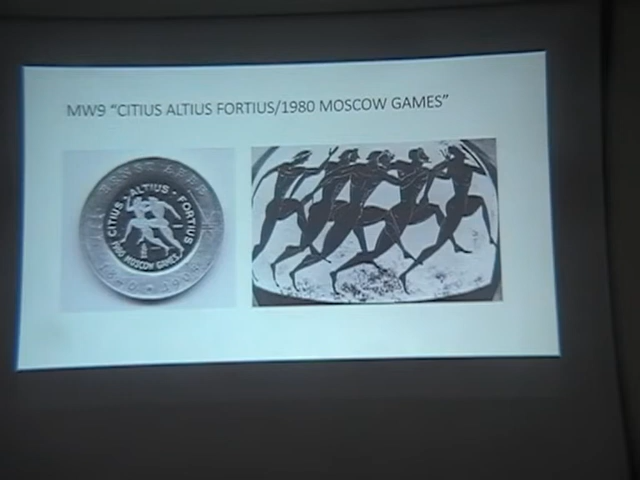 MW9 “CITIUS ALTIUS FORTIUS/1980 MOSCOW GAMES”
CITIUS · ALTIUS · FORTIUS
1980 MOSCOW GAMES